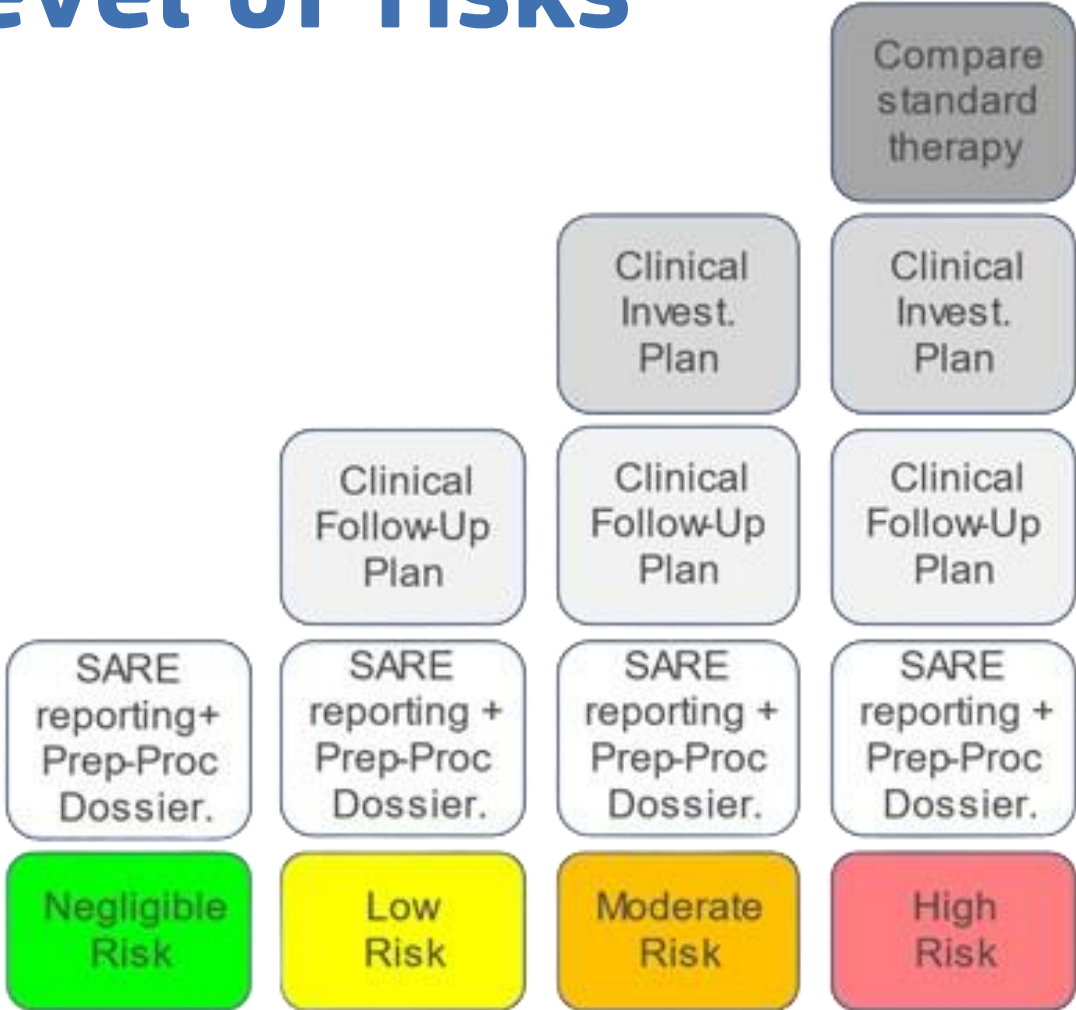 evel of risks
Compare
standard
therapy
Clinical
Invest.
Plan
Clinical
Invest.
Plan
Clinical
Follow-Up
Plan
Clinical
Follow-Up
Plan
Clinical
Follow-Up
Plan
SARE
reporting+
Prep-Proc
Dossier.
SARE
reporting +
Prep-Proc
Dossier.
SARE
reporting +
Prep-Proc
Dossier.
SARE
reporting +
Prep-Proc
Dossier.
Negligible
Risk
Low
Risk
Moderate
Risk
High
Risk